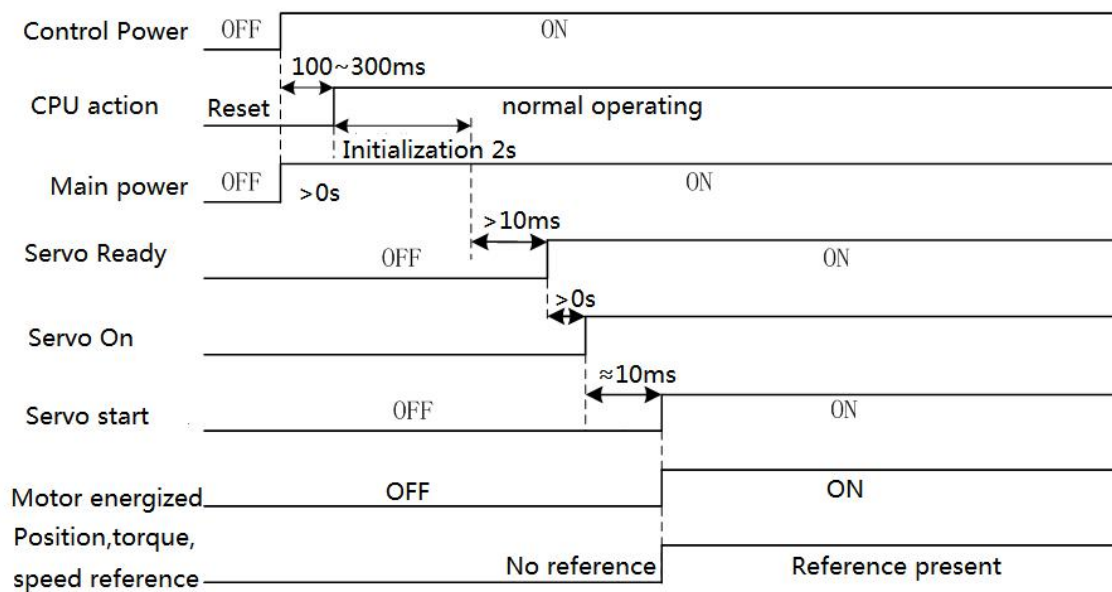 Control Power OFF ON
100~300ms
CPU action Reset normal operating
Initialization 2s
Main power OFF >0s ON
>10ms
Servo Ready OFF ON
>0s
Servo On
≈10ms
Servo start OFF ON
Motor energized OFF ON
Position,torque,
speed reference No reference Reference present